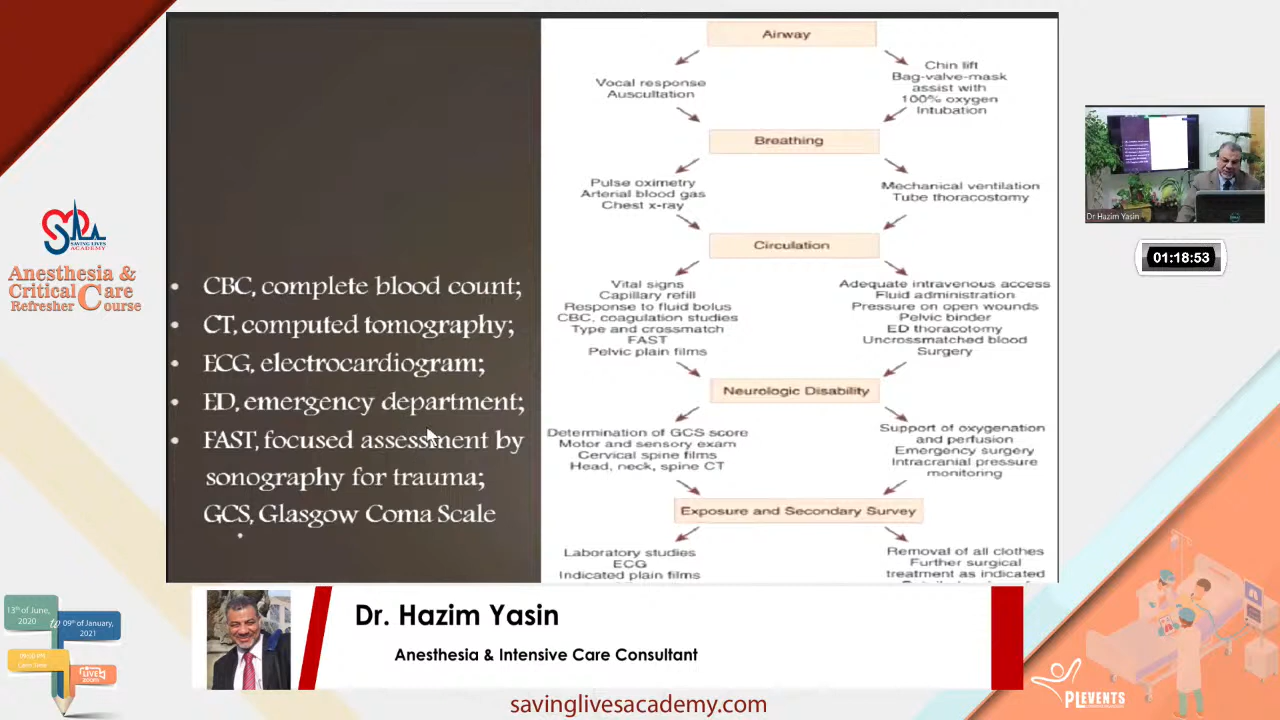 SAVING LIVES
ACADEMY
Anesthesia &
Critical Care
Refresher Course
13th of June,
2020
to
09th of January,
2021
LIVE
savinglivesacademy.com
• CBC, complete blood count;
• CT, computed tomography;
• ECG, electrocardiogram;
• ED, emergency department;
• FAST, focused assessment by
sonography for trauma;
GCS, Glasgow Coma Scale
Airway
Vocal response
Auscultation
Chin lift
Bag-valve-mask
assist with
100% oxygen
Intubation
Breathing
Pulse oximetry
Arterial blood gas
Chest x-ray
Mechanical ventilation
Tube thoracostomy
Circulation
Vital signs
Capillary refill
Response to fluid bolus
CBC, coagulation studies
Type and crossmatch
FAST
Pelvic plain films
Adequate intravenous access
Fluid administration
Pressure on open wounds
Pelvic binder
ED thoracotomy
Uncrossmatched blood
Surgery
Neurologic Disability
Determination of GCS score
Motor and sensory exam
Cervical spine films
Head, neck, spine CT
Support of oxygenation
and perfusion
Emergency surgery
Intracranial pressure
monitoring
Exposure and Secondary Survey
Laboratory studies
ECG
Indicated plain films
Removal of all clothes
Further surgical
treatment as indicated
Dr Hazim Yasin
01:18:53
Dr. Hazim Yasin
Anesthesia & Intensive Care Consultant
PLEVENTS